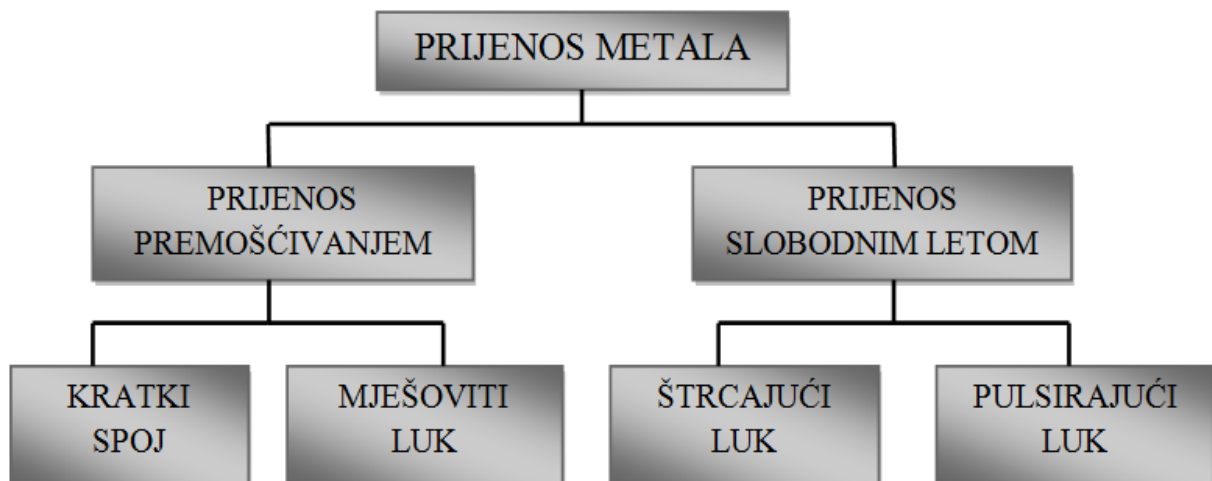 PRIJENOS METALA
PRIJENOS
PREMOŠĆIVANJEM
PRIJENOS
SLOBODNIM LETOM
KRATKI
SPOJ
MJEŠOVITI
LUK
ŠTRCAJUĆI
LUK
PULSIRAJUĆI
LUK